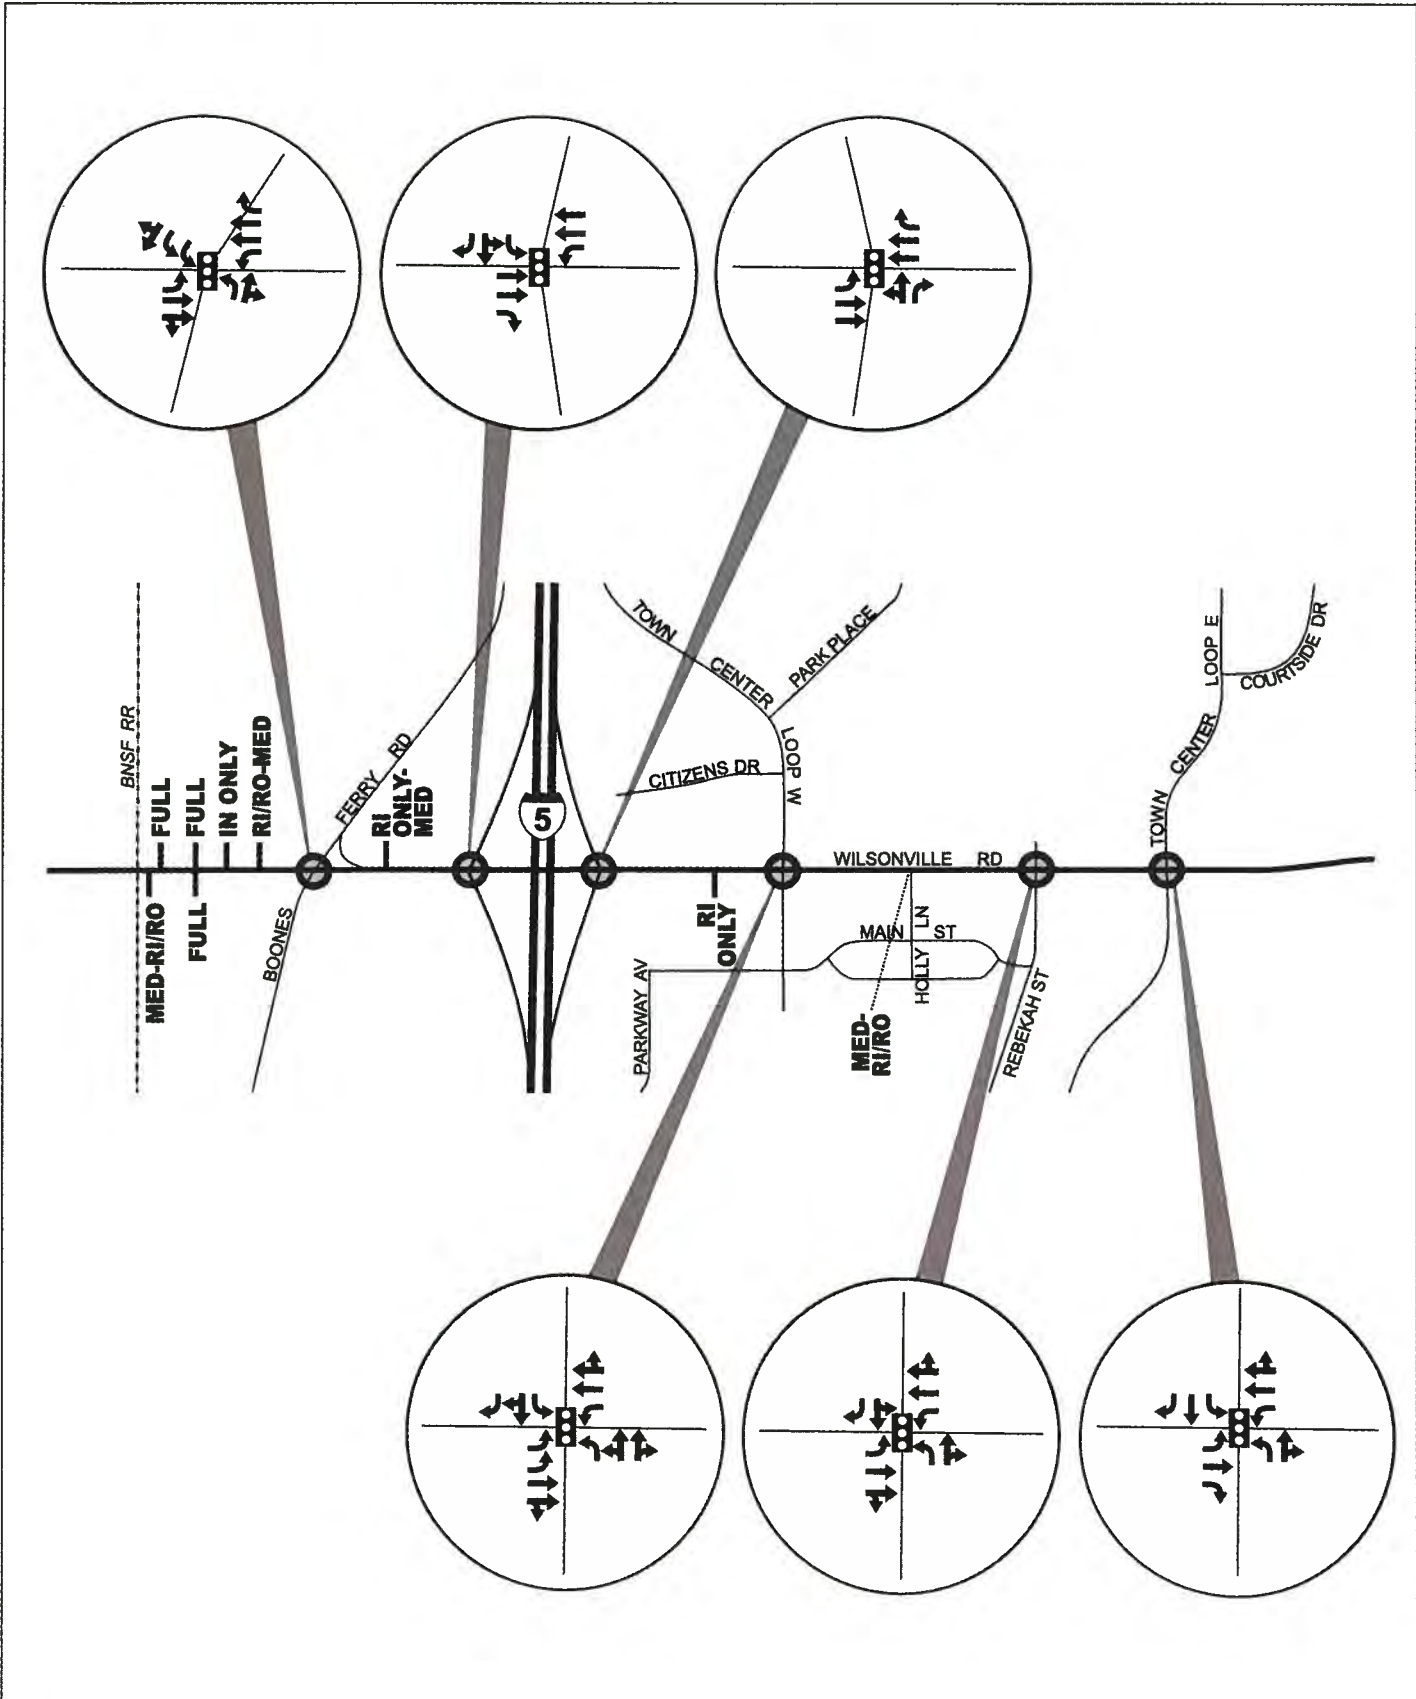 BNSF RR
FULL
FULL
IN ONLY
RI/RO-MED
FERRY RD
RI
ONLY-
MED
5
TOWN CENTER LOOP W
PARK PLACE
CITIZENS DR
TOWN CENTER LOOP E
COURTSIDE DR
WILSONVILLE RD
MED-RI/RO
FULL
BOONES
RI
ONLY
PARKWAY AV
MAIN ST
HOLLY LN
MED-
RI/RO
REBEKAH ST